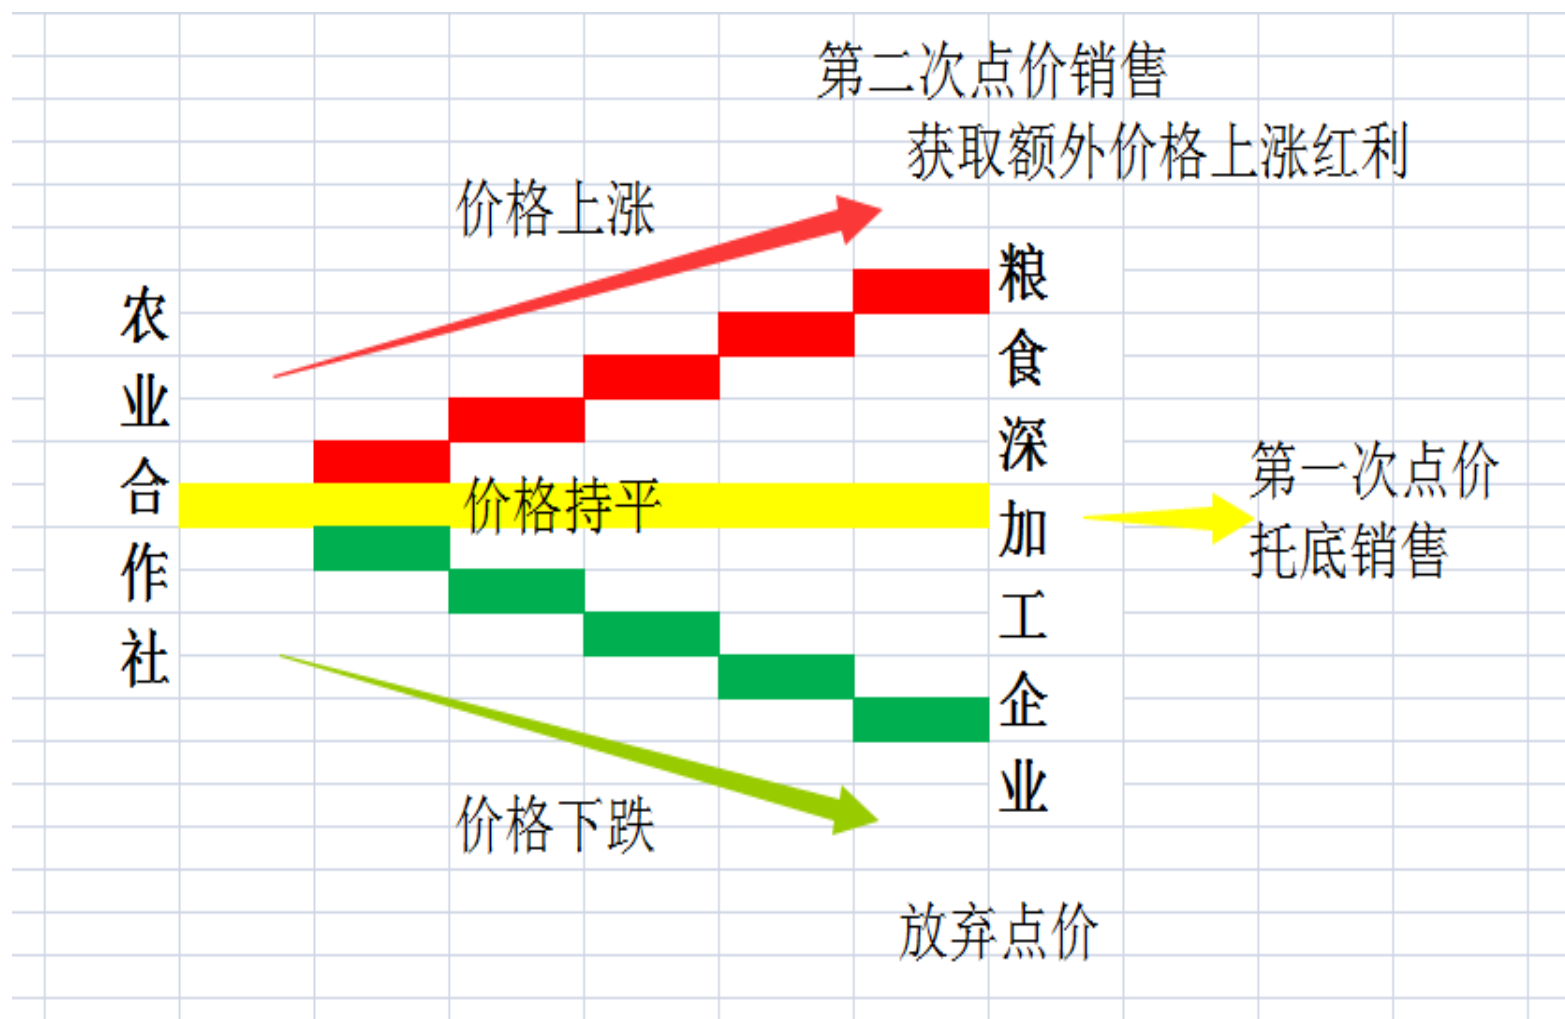 第二次点价销售
获取额外价格上涨红利
价格上涨
农业合作社
粮食深加工企业
价格持平
第一次点价
托底销售
价格下跌
放弃点价